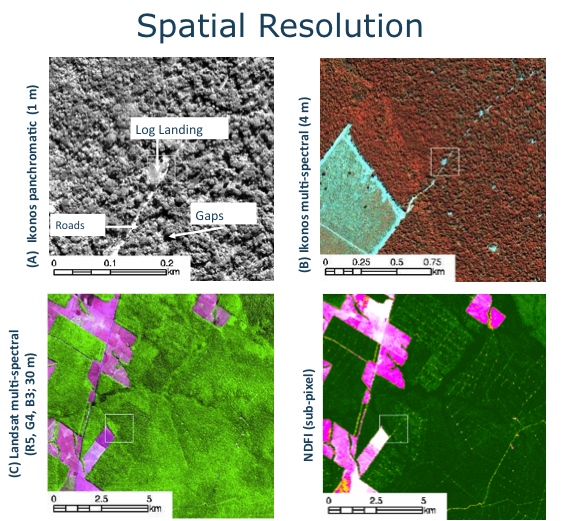 Spatial Resolution
(A) Ikonos panchromatic (1 m)
Log Landing
Roads
Gaps
0 0.1 0.2
km
(B) Ikonos multi-spectral (4 m)
0 0.25 0.5 0.75
km
(C) Landsat multi-spectral
(R5, G4, B3; 30 m)
0 2.5 5
km
NDFI (sub-pixel)
0 2.5 5
km